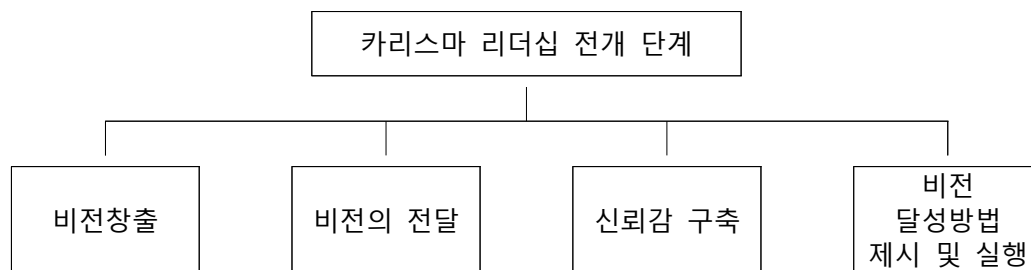 카리스마 리더십 전개 단계
비전창출
비전의 전달
신뢰감 구축
비전
달성방법
제시 및 실행